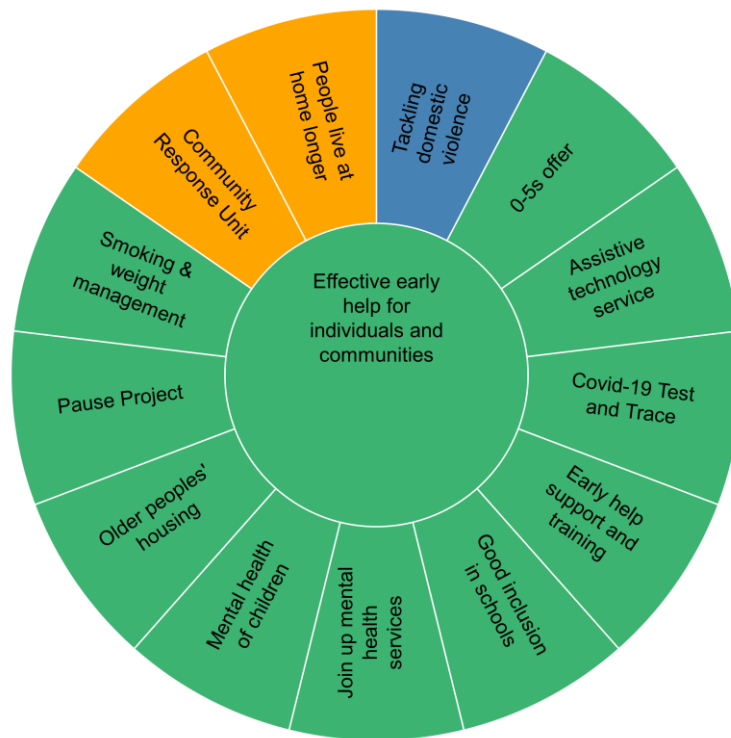 Tackling
domestic
violence
0-5s offer
Assistive
technology
service
Covid-19 Test
and Trace
Early help
support and
training
Good inclusion
in schools
Join up mental
health
services
Mental health
of children
Older peoples'
housing
Pause Project
Smoking &
weight
management
Community
Response Unit
People live at
home longer
Effective early
help for
individuals and
communities